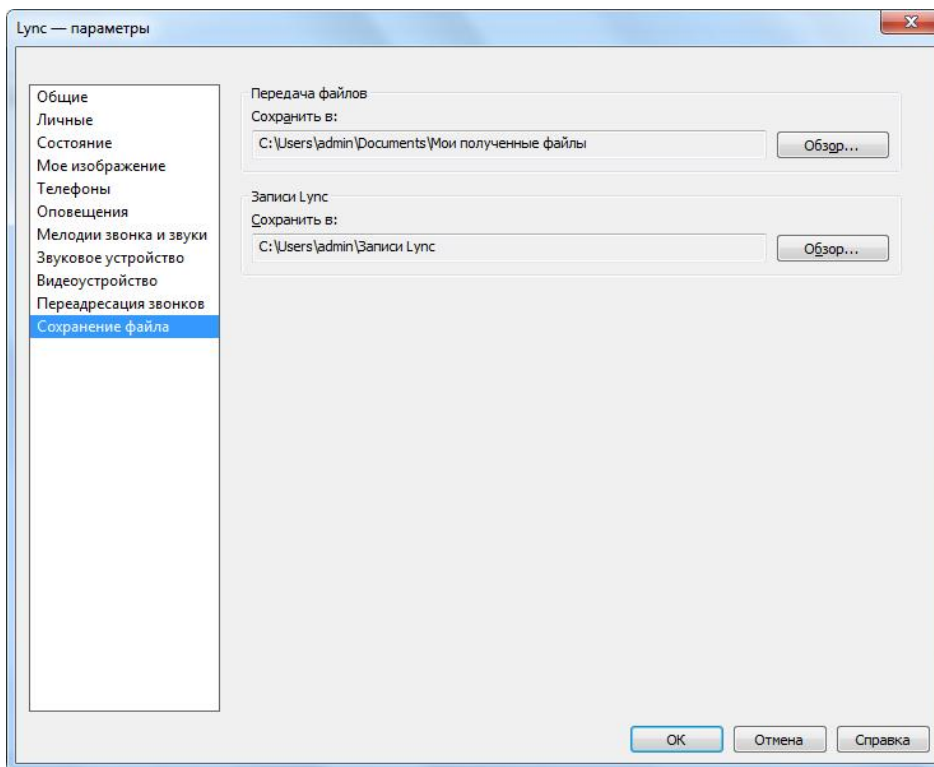 Lync — параметры
Общие
Личные
Состояние
Мое изображение
Телефоны
Оповещения
Мелодии звонка и звуки
Звуковое устройство
Видеоустройство
Переадресация звонков
Сохранение файла
Передача файлов
Сохранить в:
C:\Users\admin\Documents\Мои полученные файлы
Обзор...
Записи Lync
Сохранить в:
C:\Users\admin\Записи Lync
Обзор...
ОК
Отмена
Справка